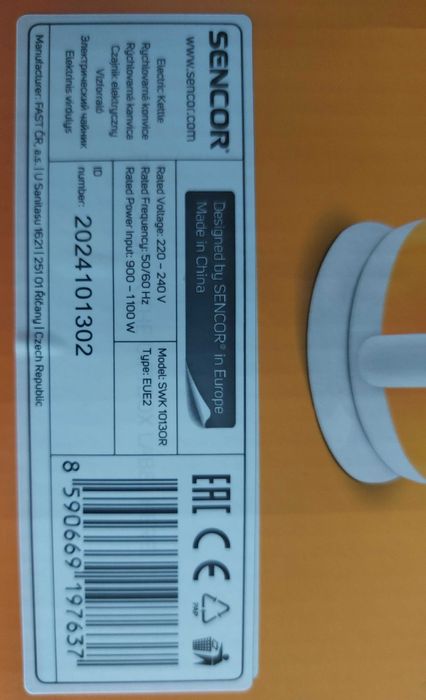 SENCOR®
www.sencor.com
Designed by SENCOR® in Europe
Made in China
Electric Kettle
Rychlovarná konvice
Rýchlovarná kanvica
Czajnik elektryczny
Vízforraló
Электрический чайник
Elektrinis virdulys
Rated Voltage: 220 – 240 V
Rated Frequency: 50/60 Hz
Rated Power Input: 900 – 1100 W
Model: SWK 1013OR
Type: EUE2
ID
number: 2024101302
Manufacturer: FAST ČR, a.s. | U Sanitasu 1621 | 251 01 Říčany | Czech Republic
EAC CE
8 590669 197637